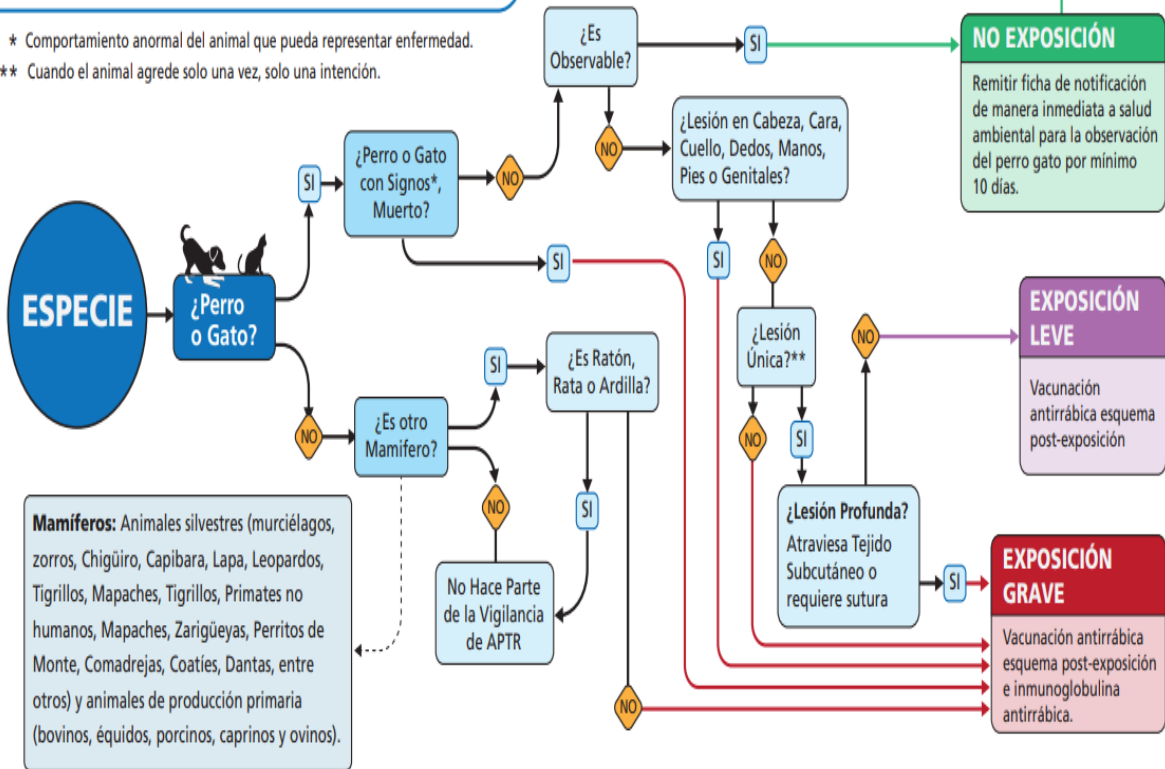 * Comportamiento anormal del animal que pueda representar enfermedad.
** Cuando el animal agrede solo una vez, solo una intención.
¿Es
Observable?
SI
NO EXPOSICIÓN
Remitir ficha de notificación
de manera inmediata a salud
ambiental para la observación
del perro gato por mínimo
10 días.
NO
¿Lesión en Cabeza, Cara,
Cuello, Dedos, Manos,
Pies o Genitales?
SI
¿Perro o Gato
con Signos*,
Muerto?
NO
SI
SI
NO
ESPECIE
¿Perro
o Gato?
¿Lesión
Única?**
NO
EXPOSICIÓN
LEVE
Vacunación
antirrábica esquema
post-exposición
SI
¿Es Ratón,
Rata o Ardilla?
NO
¿Es otro
Mamífero?
NO
SI
NO
SI
¿Lesión Profunda?
Atraviesa Tejido
Subcutáneo o
requiere sutura
SI
EXPOSICIÓN
GRAVE
Vacunación antirrábica
esquema post-exposición
e inmunoglobulina
antirrábica.
No Hace Parte
de la Vigilancia
de APTR
NO
Mamíferos: Animales silvestres (murciélagos,
zorros, Chigüiro, Capibara, Lapa, Leopardos,
Tigrillos, Mapaches, Tigrillos, Primates no
humanos, Mapaches, Zarigüeyas, Perritos de
Monte, Comadrejas, Coatíes, Dantas, entre
otros) y animales de producción primaria
(bovinos, équidos, porcinos, caprinos y ovinos).